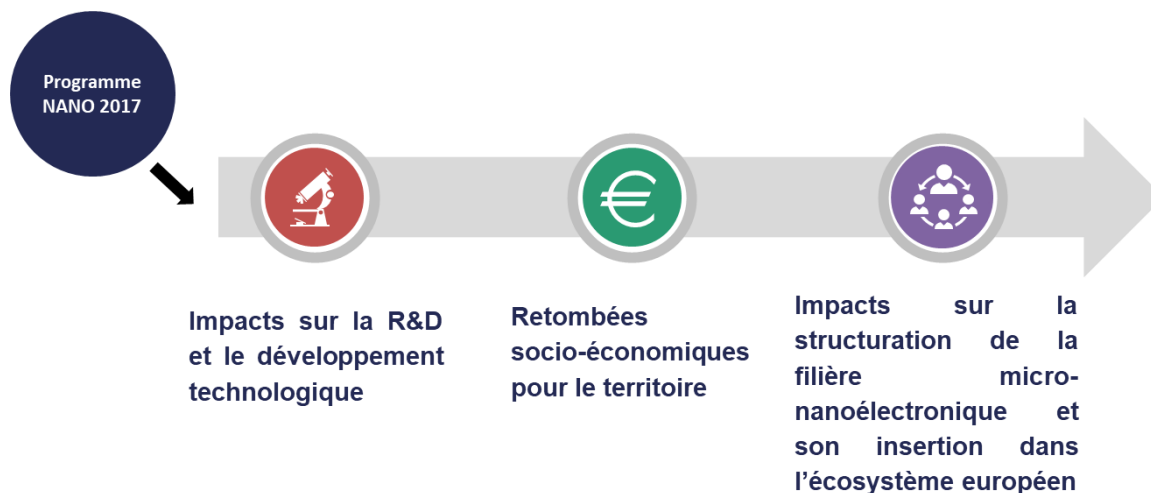 Programme
NANO 2017
Impacts sur la R&D
et le développement
technologique
Retombées
socio-économiques
pour le territoire
Impacts sur la
structuration de la
filière micro-
nanoélectronique et
son insertion dans
l'écosystème européen